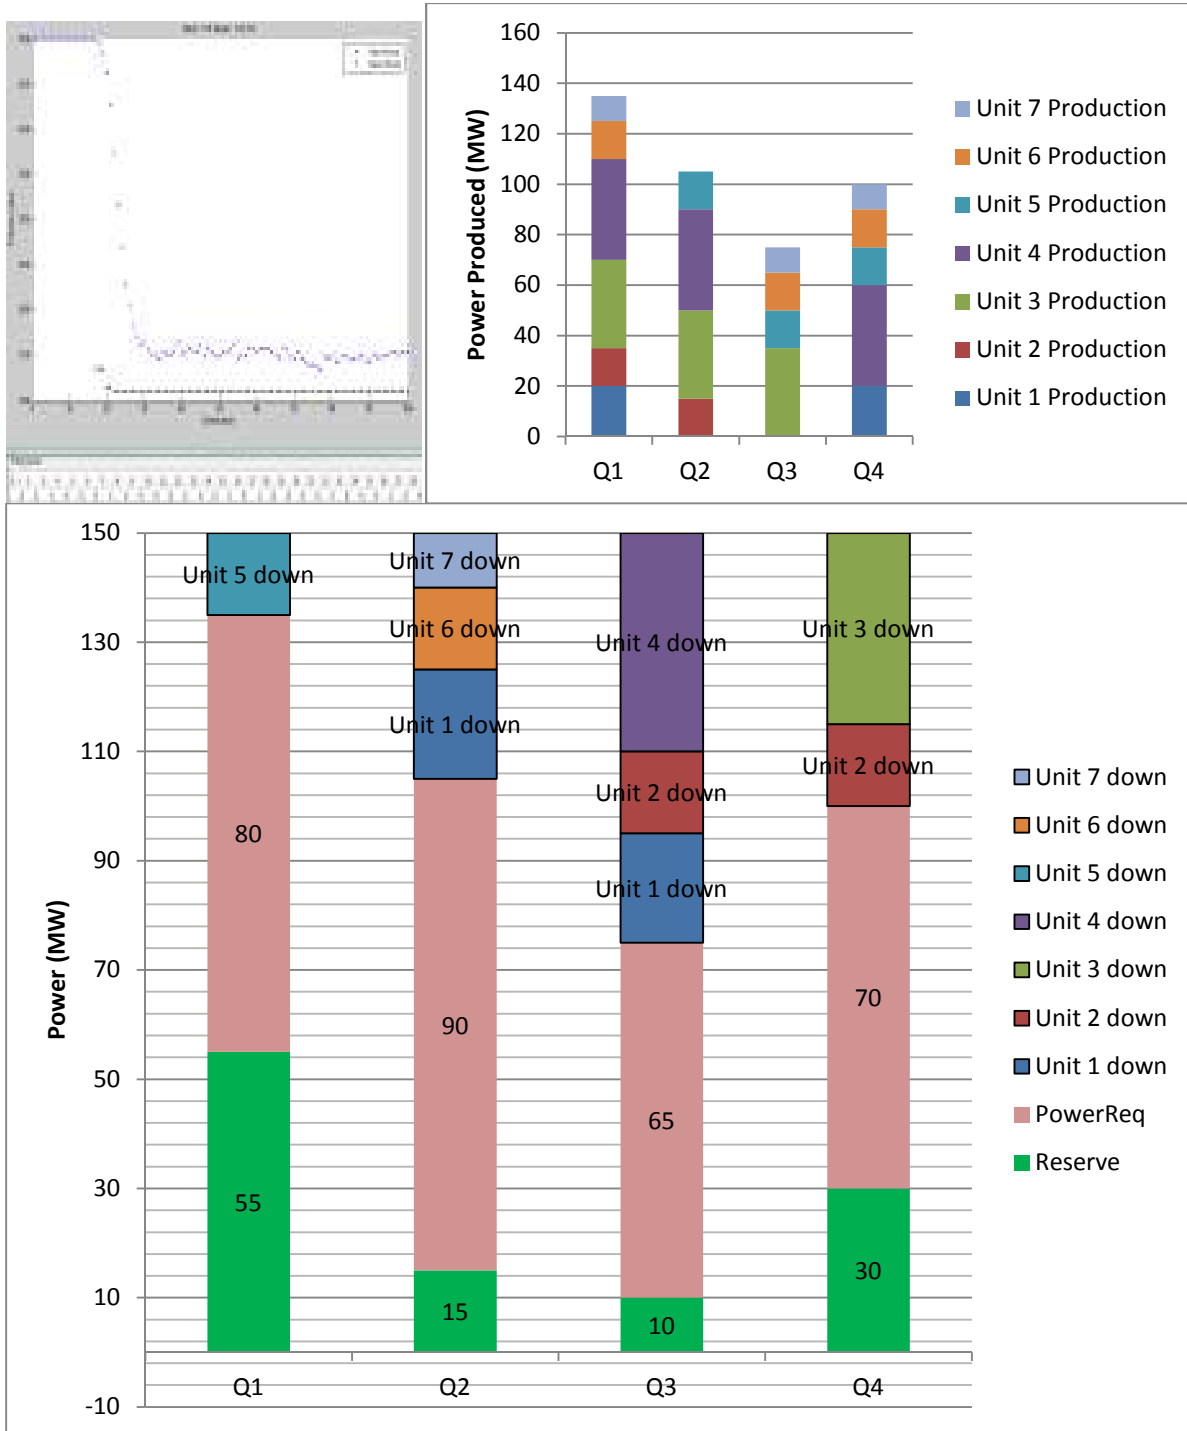 160
140
120
100
80
60
40
20
0
Power Produced (MW)
Q1 Q2 Q3 Q4
Unit 7 Production
Unit 6 Production
Unit 5 Production
Unit 4 Production
Unit 3 Production
Unit 2 Production
Unit 1 Production
150
130
110
90
70
50
30
10
-10
Power (MW)
Unit 5 down
80
55
Unit 7 down
Unit 6 down
Unit 1 down
90
15
Unit 4 down
Unit 2 down
Unit 1 down
65
10
Unit 3 down
Unit 2 down
70
30
Q1 Q2 Q3 Q4
Unit 7 down
Unit 6 down
Unit 5 down
Unit 4 down
Unit 3 down
Unit 2 down
Unit 1 down
PowerReq
Reserve